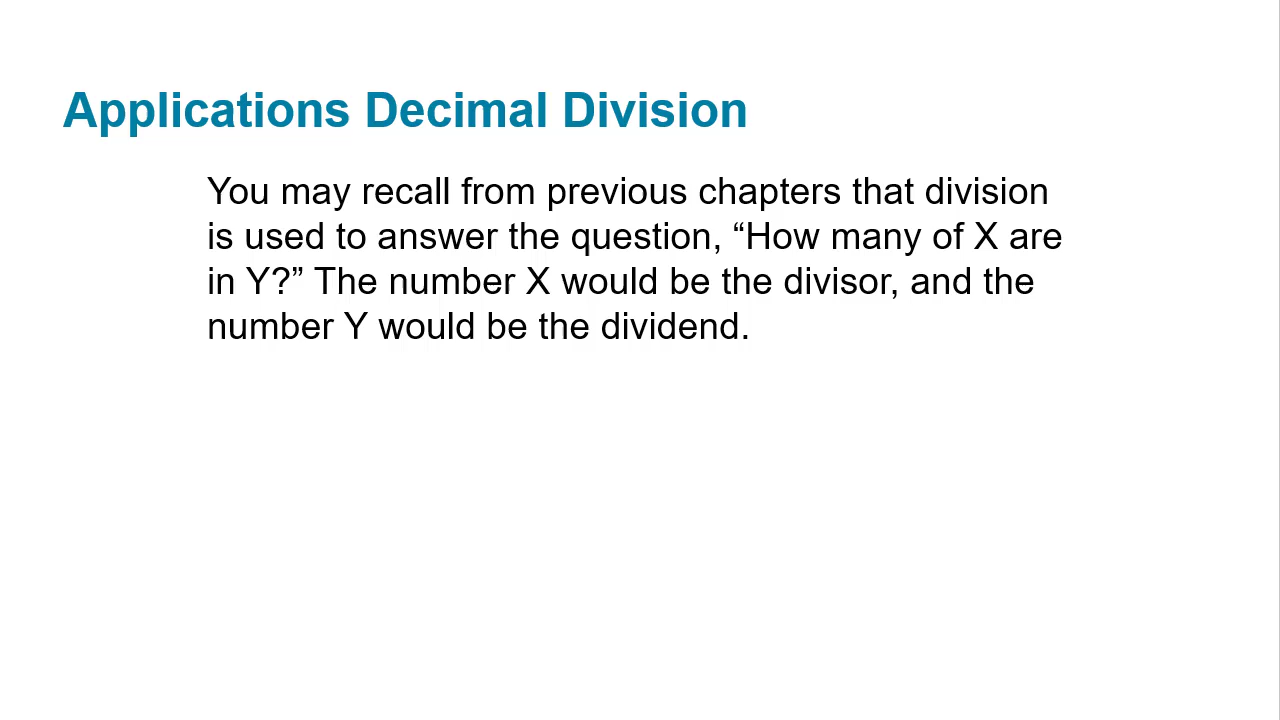 Applications Decimal Division
You may recall from previous chapters that division
is used to answer the question, “How many of X are
in Y?” The number X would be the divisor, and the
number Y would be the dividend.